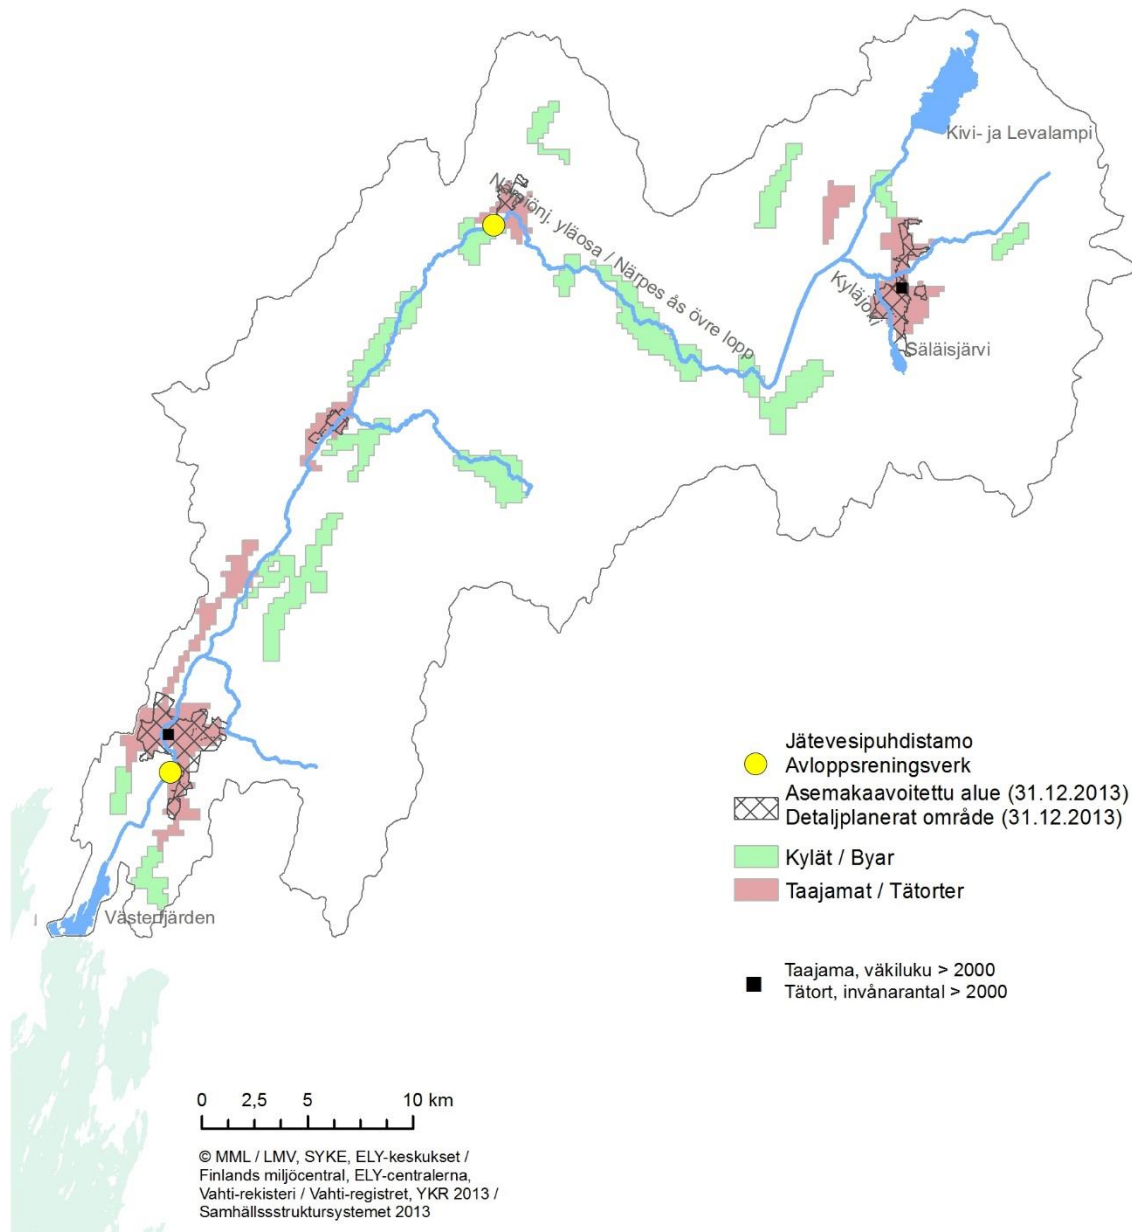 Kivi- ja Levalampi
Närpiönj. yläosa / Närpes ås övre lopp
Kyläjoki
Säläisjärvi
Västerfjärden
Jätevesipuhdistamo
Avloppsreningsverk
Asemakaavoitettu alue (31.12.2013)
Detaljplanerat område (31.12.2013)
Kylät / Byar
Taajamat / Tätorter
Taajama, väkiluku > 2000
Tätort, invånarantal > 2000
0 2,5 5 10 km
© MML / LMV, SYKE, ELY-keskukset /
Finlands miljöcentral, ELY-centralerna,
Vahti-rekisteri / Vahti-registret, YKR 2013 /
Samhällssstruktursystemet 2013